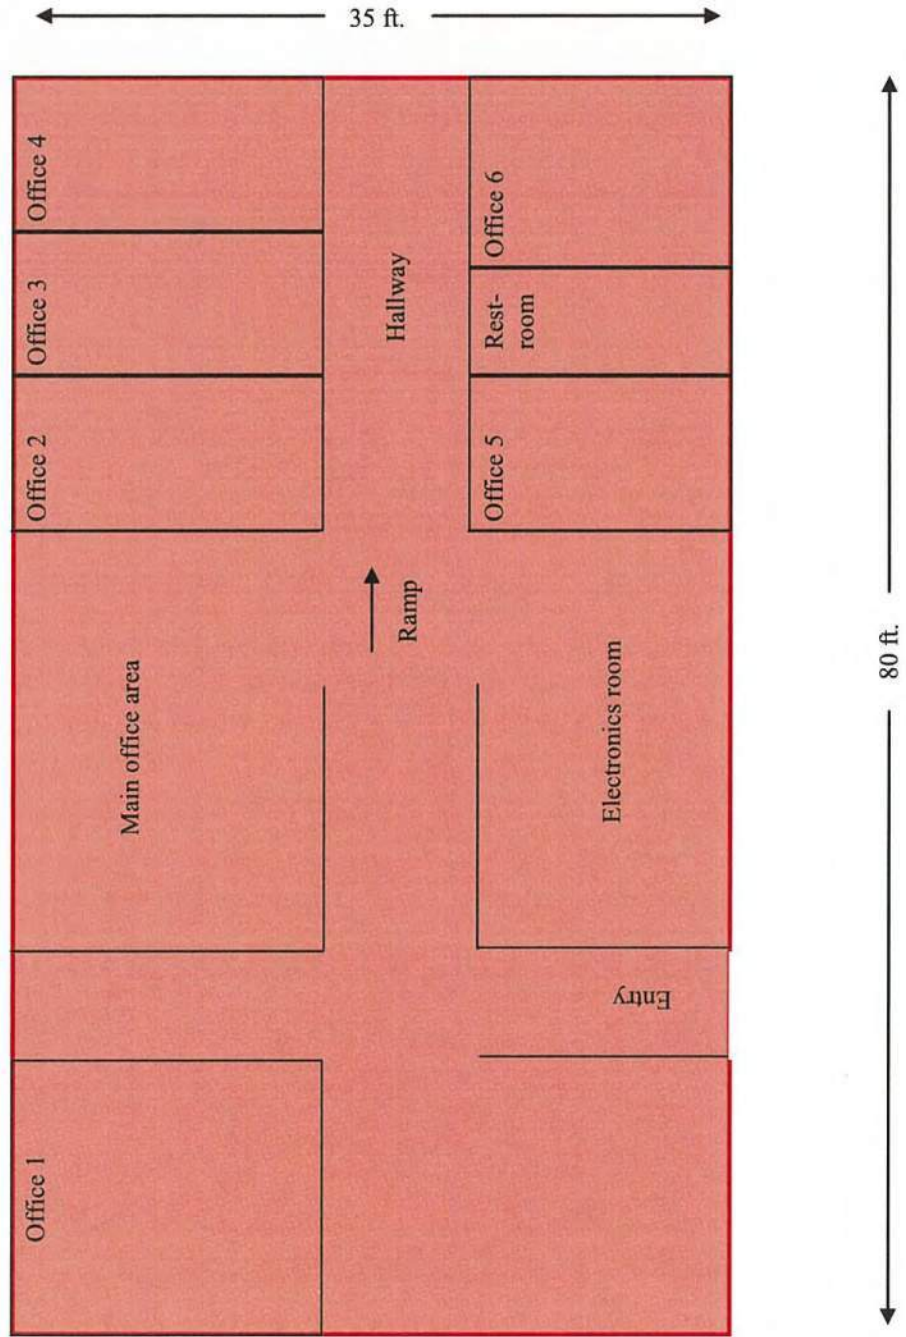 35 ft.
Office 4
Office 3
Office 2
Office 6
Rest-
room
Office 5
Hallway
Ramp
Main office area
Electronics room
80 ft.
Entry
Office 1